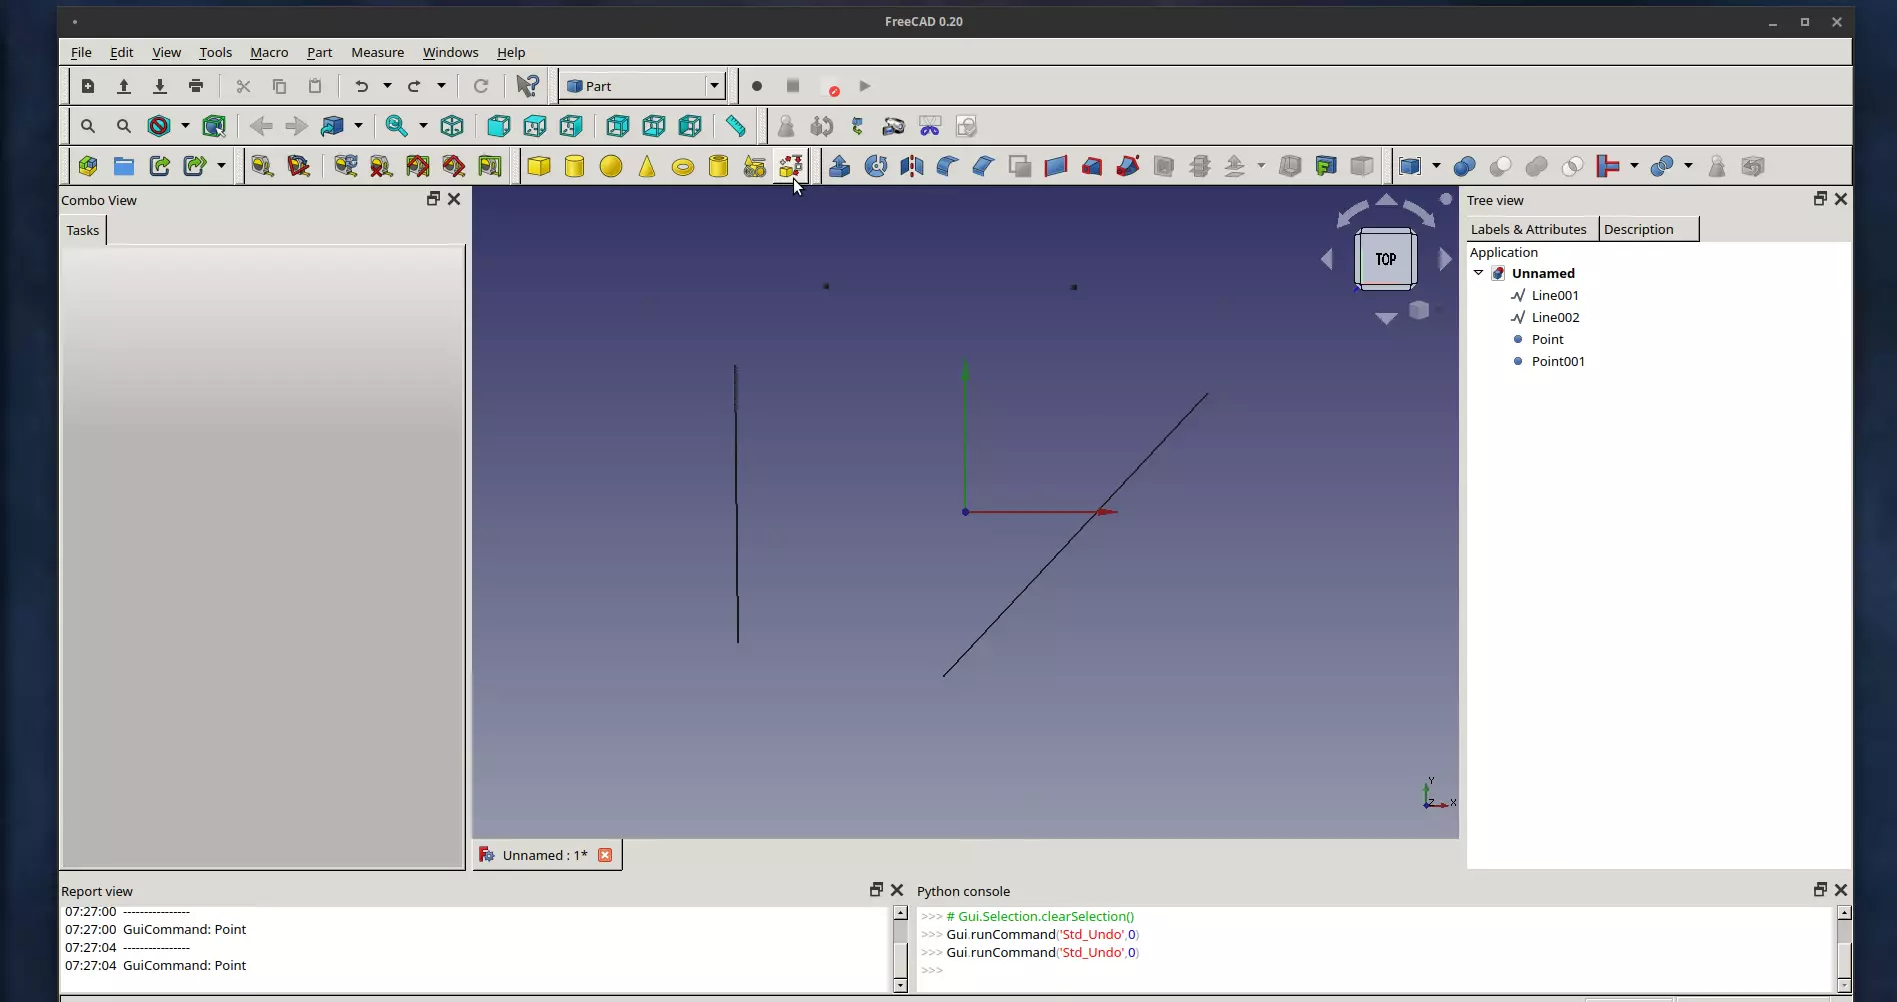 FreeCAD 0.20
File Edit View Tools Macro Part Measure Windows Help
Part
Combo View
Tasks
TOP
Y
Z X
Unnamed : 1*
Tree view
Labels & Attributes Description
Application
Unnamed
Line001
Line002
Point
Point001
Report view
07:27:00 ----------------
07:27:00 GuiCommand: Point
07:27:04 ----------------
07:27:04 GuiCommand: Point
Python console
>>> # Gui.Selection.clearSelection()
>>> Gui.runCommand('Std_Undo',0)
>>> Gui.runCommand('Std_Undo',0)
>>>